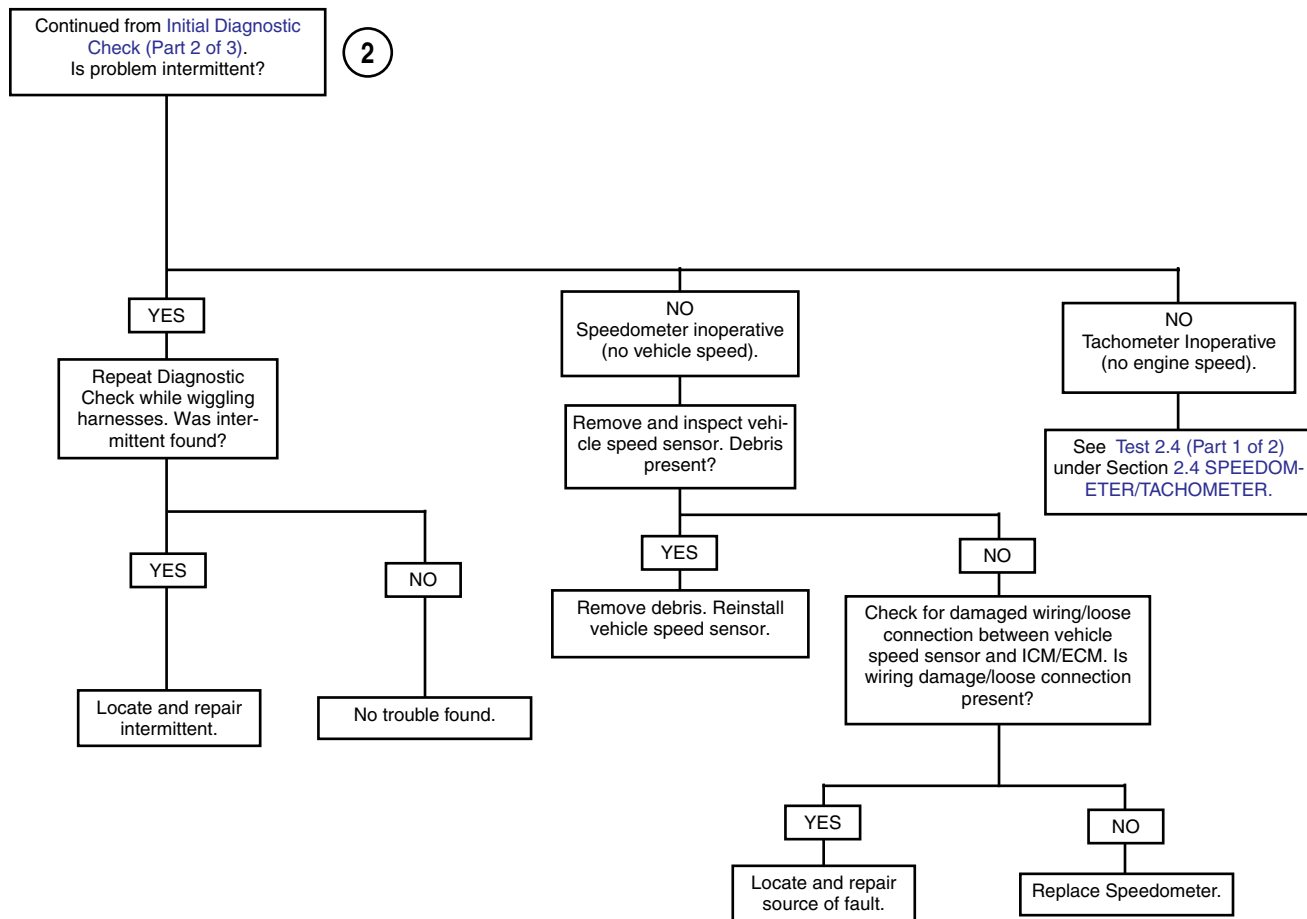 Continued from Initial Diagnostic
Check (Part 2 of 3).
Is problem intermittent?
2
YES
NO
Speedometer inoperative
(no vehicle speed).
NO
Tachometer Inoperative
(no engine speed).
Repeat Diagnostic
Check while wiggling
harnesses. Was inter-
mittent found?
Remove and inspect vehi-
cle speed sensor. Debris
present?
See Test 2.4 (Part 1 of 2)
under Section 2.4 SPEEDOM-
ETER/TACHOMETER.
YES
NO
YES
NO
Locate and repair
intermittent.
No trouble found.
Remove debris. Reinstall
vehicle speed sensor.
Check for damaged wiring/loose
connection between vehicle
speed sensor and ICM/ECM. Is
wiring damage/loose connection
present?
YES
NO
Locate and repair
source of fault.
Replace Speedometer.